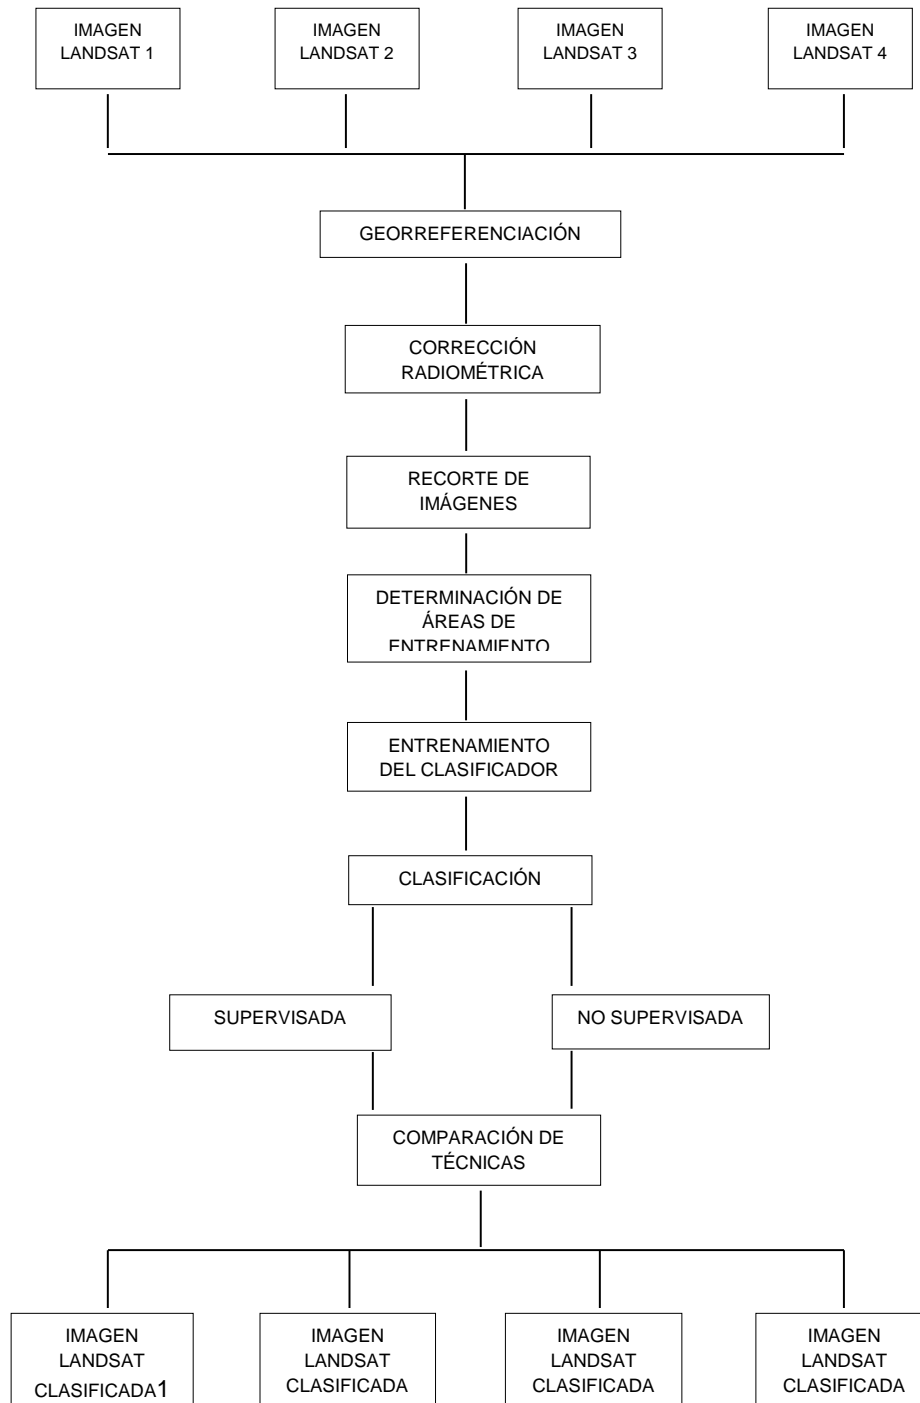 IMAGEN
LANDSAT 1
IMAGEN
LANDSAT 2
IMAGEN
LANDSAT 3
IMAGEN
LANDSAT 4
GEORREFERENCIACIÓN
CORRECCIÓN
RADIOMÉTRICA
RECORTE DE
IMÁGENES
DETERMINACIÓN DE
ÁREAS DE
ENTRENAMIENTO
ENTRENAMIENTO
DEL CLASIFICADOR
CLASIFICACIÓN
SUPERVISADA
NO SUPERVISADA
COMPARACIÓN DE
TÉCNICAS
IMAGEN
LANDSAT
CLASIFICADA1
IMAGEN
LANDSAT
CLASIFICADA
IMAGEN
LANDSAT
CLASIFICADA
IMAGEN
LANDSAT
CLASIFICADA